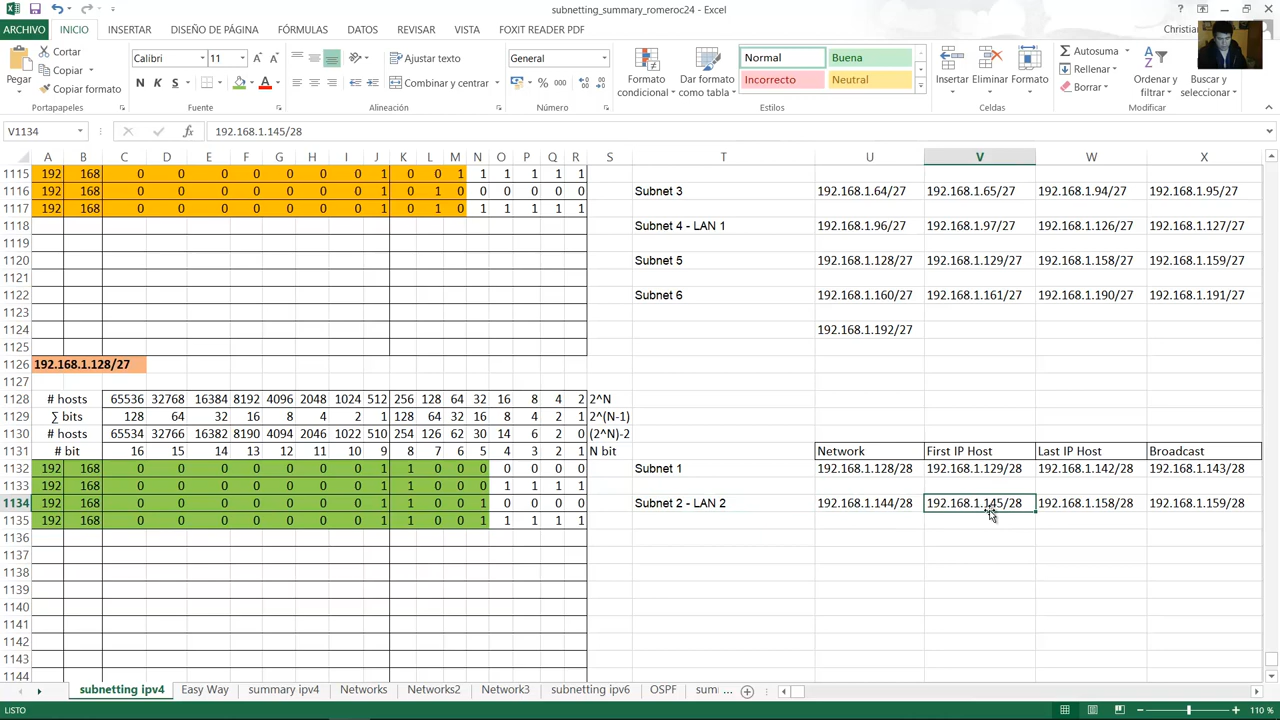 subnetting_summary_romeroc24 - Excel
ARCHIVO INICIO INSERTAR DISEÑO DE PÁGINA FÓRMULAS DATOS REVISAR VISTA FOXIT READER PDF
Pegar
Cortar
Copiar
Copiar formato
Portapapeles
Calibri 11
N K S
Fuente
Ajustar texto
Combinar y centrar
Alineación
General
Número
Formato condicional
Dar formato como tabla
Normal Buena
Incorrecto Neutral
Estilos
Insertar Eliminar Formato
Celdas
Autosuma
Rellenar
Borrar
Ordenar y filtrar
Buscar y seleccionar
Modificar
V1134 fx 192.168.1.145/28
A B C D E F G H I J K L M N O P Q R S T U V W X
1115 192 168 0 0 0 0 0 0 0 1 0 0 1 1 1 1 1 1
1116 192 168 0 0 0 0 0 0 0 1 0 1 0 0 0 0 0 0 Subnet 3 192.168.1.64/27 192.168.1.65/27 192.168.1.94/27 192.168.1.95/27
1117 192 168 0 0 0 0 0 0 0 1 0 1 0 1 1 1 1 1
1118 Subnet 4 - LAN 1 192.168.1.96/27 192.168.1.97/27 192.168.1.126/27 192.168.1.127/27
1119
1120 Subnet 5 192.168.1.128/27 192.168.1.129/27 192.168.1.158/27 192.168.1.159/27
1121
1122 Subnet 6 192.168.1.160/27 192.168.1.161/27 192.168.1.190/27 192.168.1.191/27
1123
1124 192.168.1.192/27
1125
1126 192.168.1.128/27
1127
1128 # hosts 65536 32768 16384 8192 4096 2048 1024 512 256 128 64 32 16 8 4 2 2^N
1129 ∑ bits 128 64 32 16 8 4 2 1 128 64 32 16 8 4 2 1 2^(N-1)
1130 # hosts 65534 32766 16382 8190 4094 2046 1022 510 254 126 62 30 14 6 2 0 (2^N)-2
1131 # bit 16 15 14 13 12 11 10 9 8 7 6 5 4 3 2 1 N bit Network First IP Host Last IP Host Broadcast
1132 192 168 0 0 0 0 0 0 0 1 1 0 0 0 0 0 0 0 Subnet 1 192.168.1.128/28 192.168.1.129/28 192.168.1.142/28 192.168.1.143/28
1133 192 168 0 0 0 0 0 0 0 1 1 0 0 0 1 1 1 1
1134 192 168 0 0 0 0 0 0 0 1 1 0 0 1 0 0 0 0 Subnet 2 - LAN 2 192.168.1.144/28 192.168.1.145/28 192.168.1.158/28 192.168.1.159/28
1135 192 168 0 0 0 0 0 0 0 1 1 0 0 1 1 1 1 1
1136
1137
1138
1139
1140
1141
1142
1143
1144
subnetting ipv4 Easy Way summary ipv4 Networks Networks2 Network3 subnetting ipv6 OSPF sum ...
LISTO 110 %